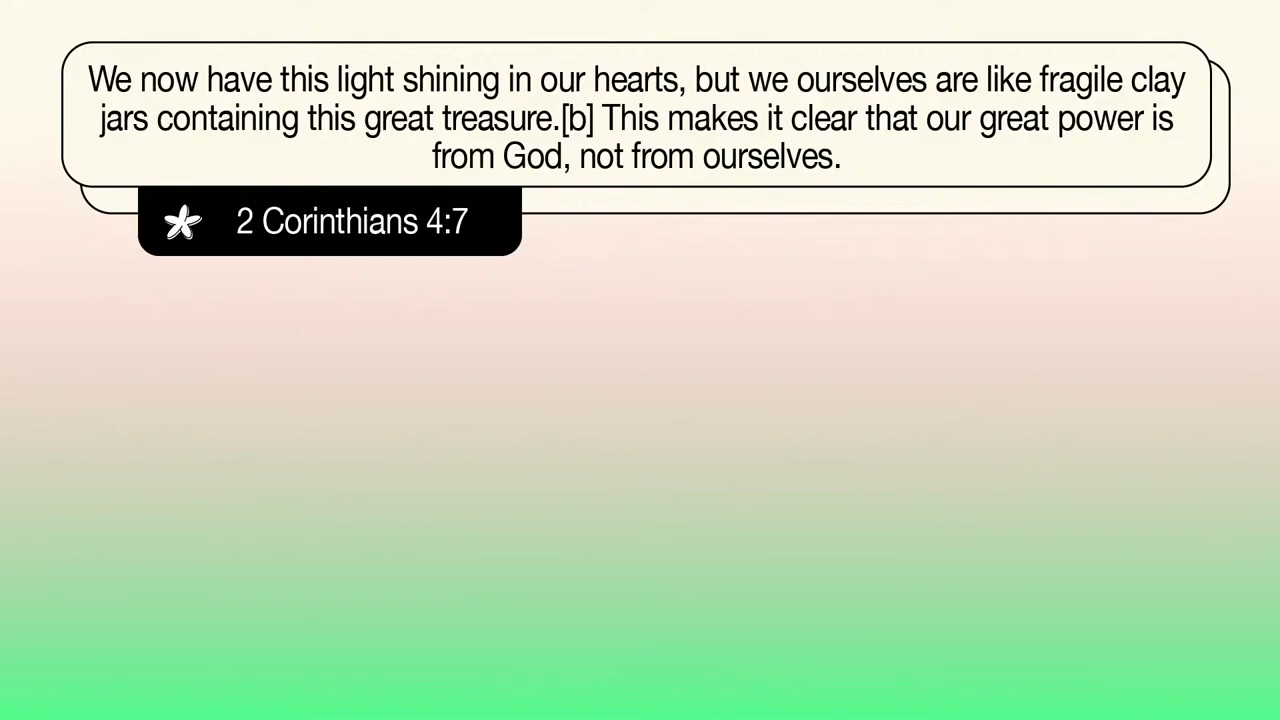 We now have this light shining in our hearts, but we ourselves are like fragile clay
jars containing this great treasure.[b] This makes it clear that our great power is
from God, not from ourselves.
2 Corinthians 4:7